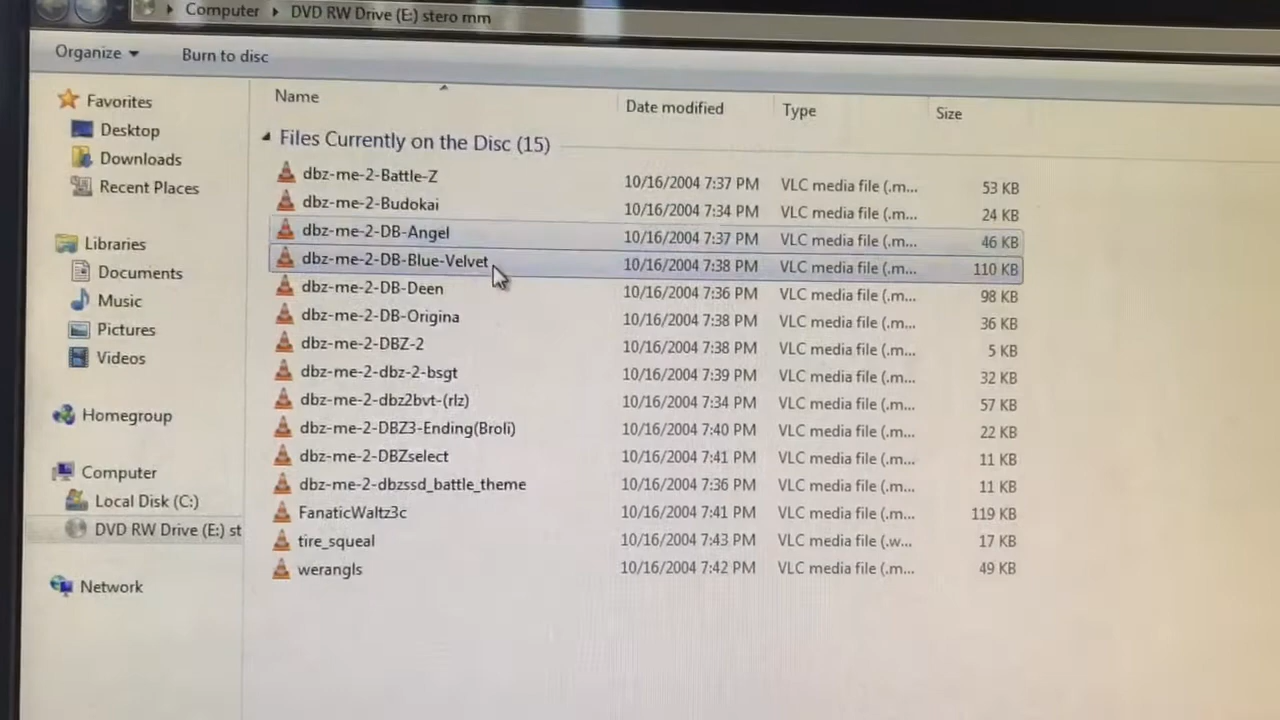 Computer DVD RW Drive (E:) stero mm
Organize Burn to disc
Favorites
Desktop
Downloads
Recent Places
Libraries
Documents
Music
Pictures
Videos
Homegroup
Computer
Local Disk (C:)
DVD RW Drive (E:) st
Network
Name Date modified Type Size
Files Currently on the Disc (15)
dbz-me-2-Battle-Z 10/16/2004 7:37 PM VLC media file (.m... 53 KB
dbz-me-2-Budokai 10/16/2004 7:34 PM VLC media file (.m... 24 KB
dbz-me-2-DB-Angel 10/16/2004 7:37 PM VLC media file (.m... 46 KB
dbz-me-2-DB-Blue-Velvet 10/16/2004 7:38 PM VLC media file (.m... 110 KB
dbz-me-2-DB-Deen 10/16/2004 7:36 PM VLC media file (.m... 98 KB
dbz-me-2-DB-Origina 10/16/2004 7:38 PM VLC media file (.m... 36 KB
dbz-me-2-DBZ-2 10/16/2004 7:38 PM VLC media file (.m... 5 KB
dbz-me-2-dbz-2-bsgt 10/16/2004 7:39 PM VLC media file (.m... 32 KB
dbz-me-2-dbz2bvt-(rlz) 10/16/2004 7:34 PM VLC media file (.m... 57 KB
dbz-me-2-DBZ3-Ending(Broli) 10/16/2004 7:40 PM VLC media file (.m... 22 KB
dbz-me-2-DBZselect 10/16/2004 7:41 PM VLC media file (.m... 11 KB
dbz-me-2-dbzssd_battle_theme 10/16/2004 7:36 PM VLC media file (.m... 11 KB
FanaticWaltz3c 10/16/2004 7:41 PM VLC media file (.m... 119 KB
tire_squeal 10/16/2004 7:43 PM VLC media file (.w... 17 KB
werangls 10/16/2004 7:42 PM VLC media file (.m... 49 KB